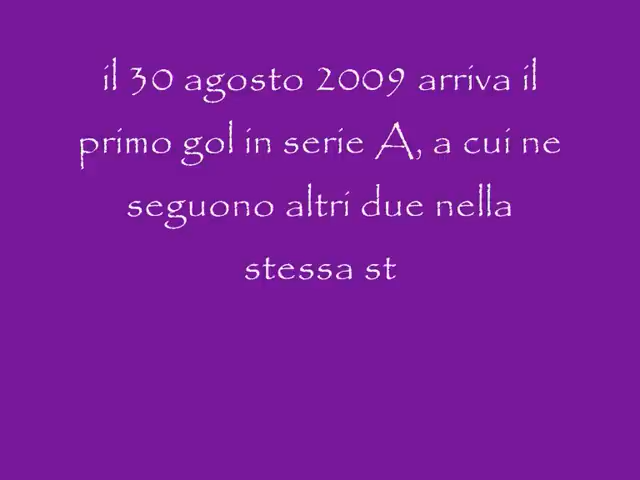 il 30 agosto 2009 arriva il
primo gol in serie A, a cui ne
seguono altri due nella
stessa st